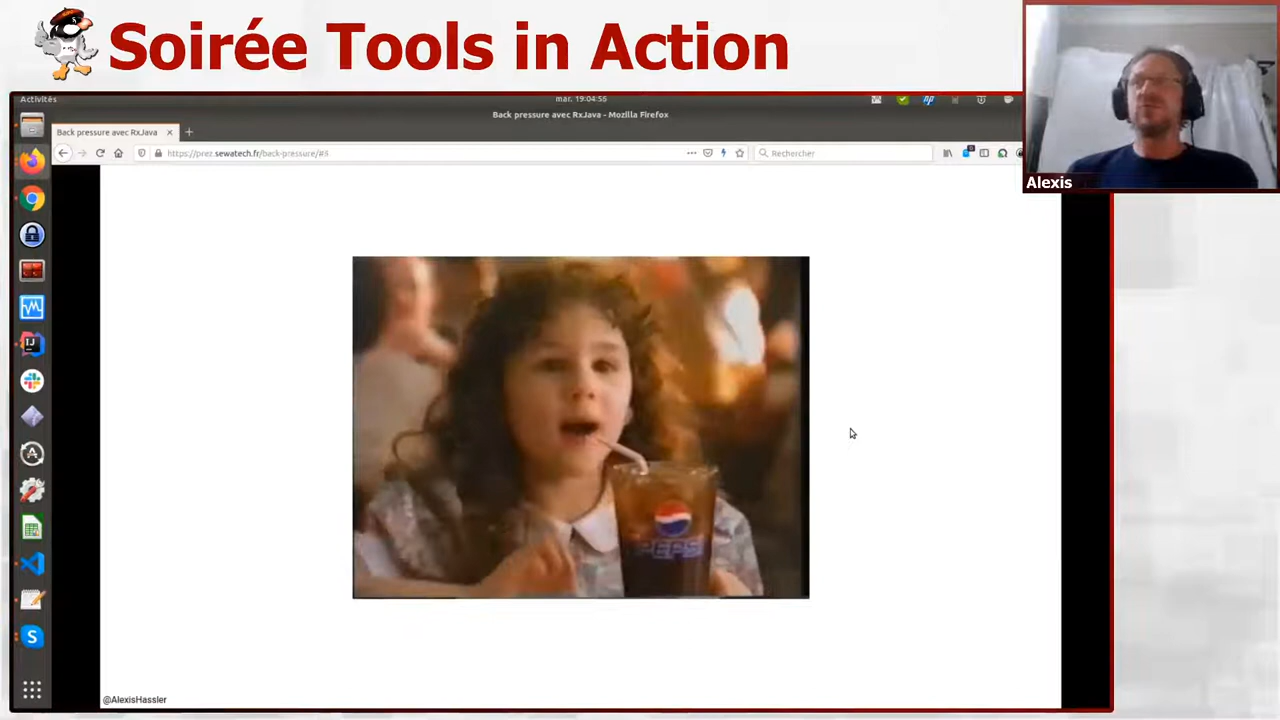 Soirée Tools in Action
Activités
mar. 19:04:55
Back pressure avec RxJava - Mozilla Firefox
Back pressure avec RxJava
https://prez.sewatech.fr/back-pressure/#5
Rechercher
Alexis
PEPSI
@AlexisHassler